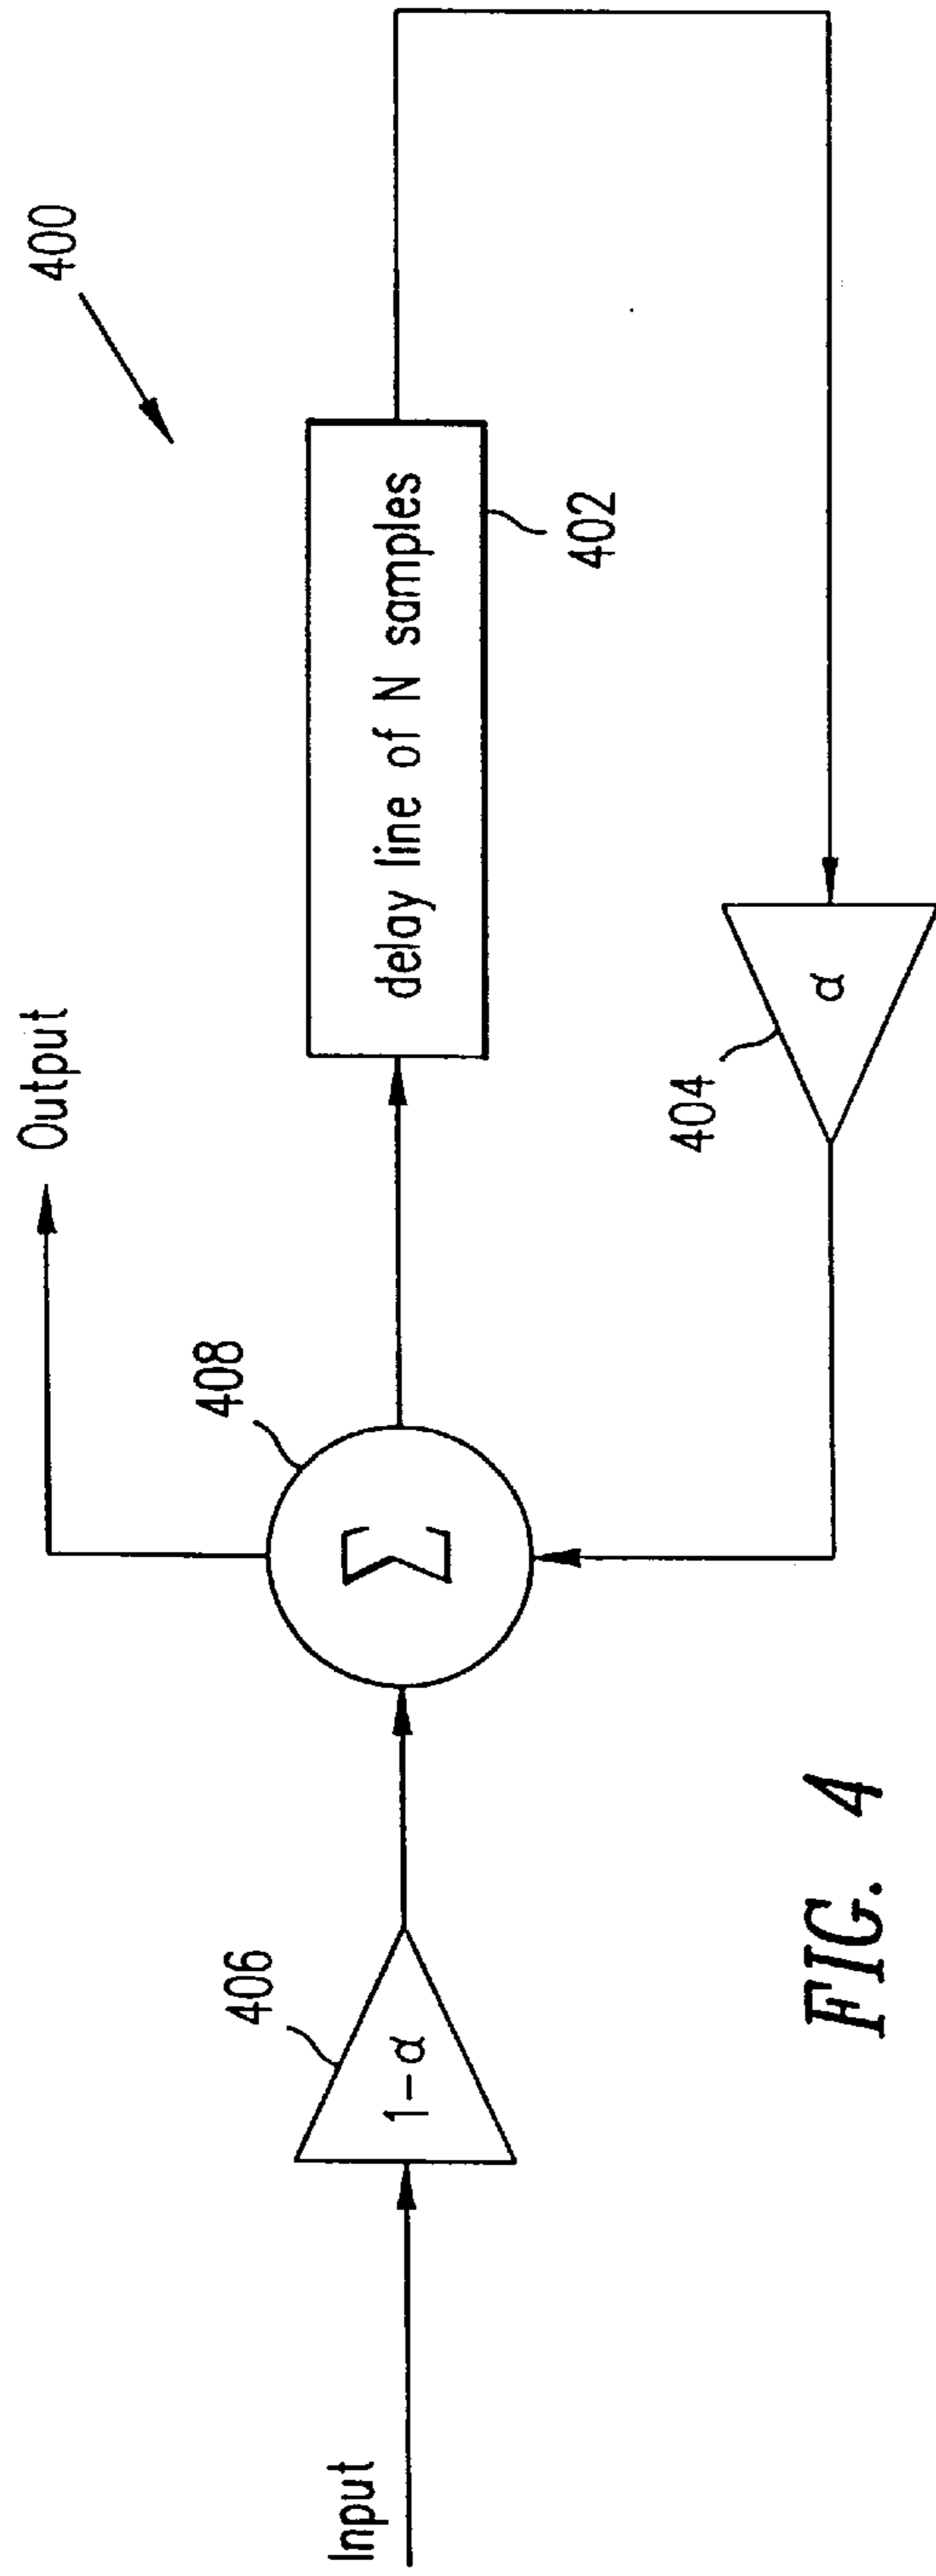 400
Output
408
delay line of N samples
402
406
Σ
404
α
1-α
Input
FIG. 4